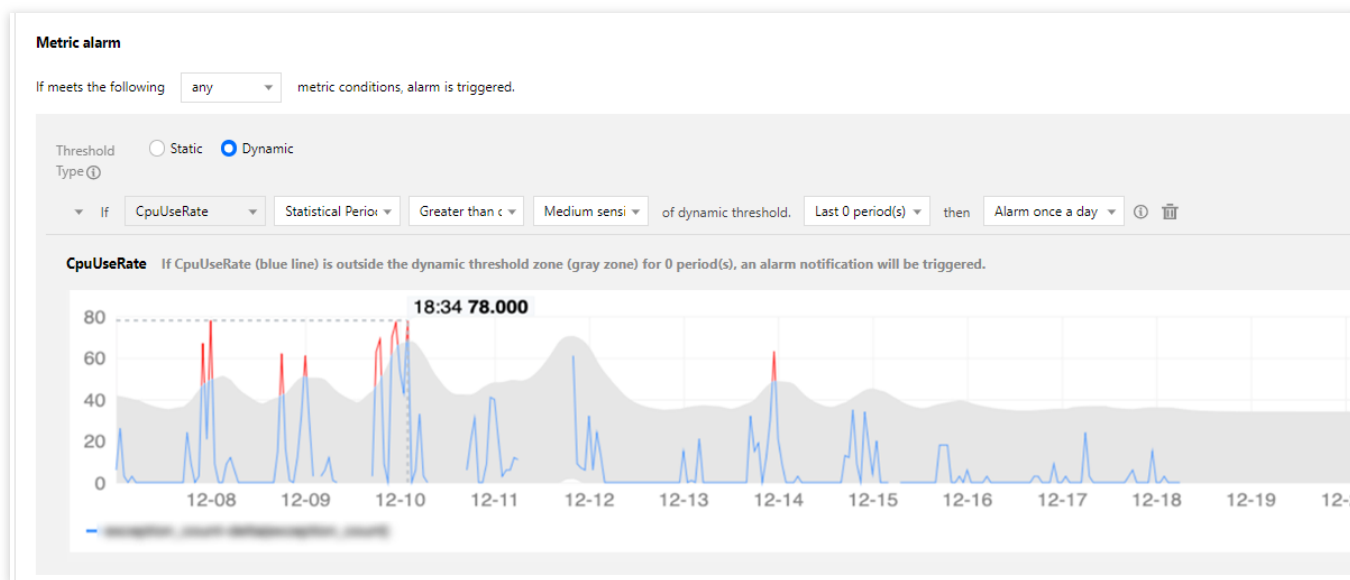 Metric alarm
If meets the following any metric conditions, alarm is triggered.
Threshold Type Static Dynamic
If CpuUseRate Statistical Perio Greater than Medium sensi of dynamic threshold. Last 0 period(s) then Alarm once a day
CpuUseRate If CpuUseRate (blue line) is outside the dynamic threshold zone (gray zone) for 0 period(s), an alarm notification will be triggered.
18:34 78.000
80
60
40
20
0
12-08 12-09 12-10 12-11 12-12 12-13 12-14 12-15 12-16 12-17 12-18 12-19 12-